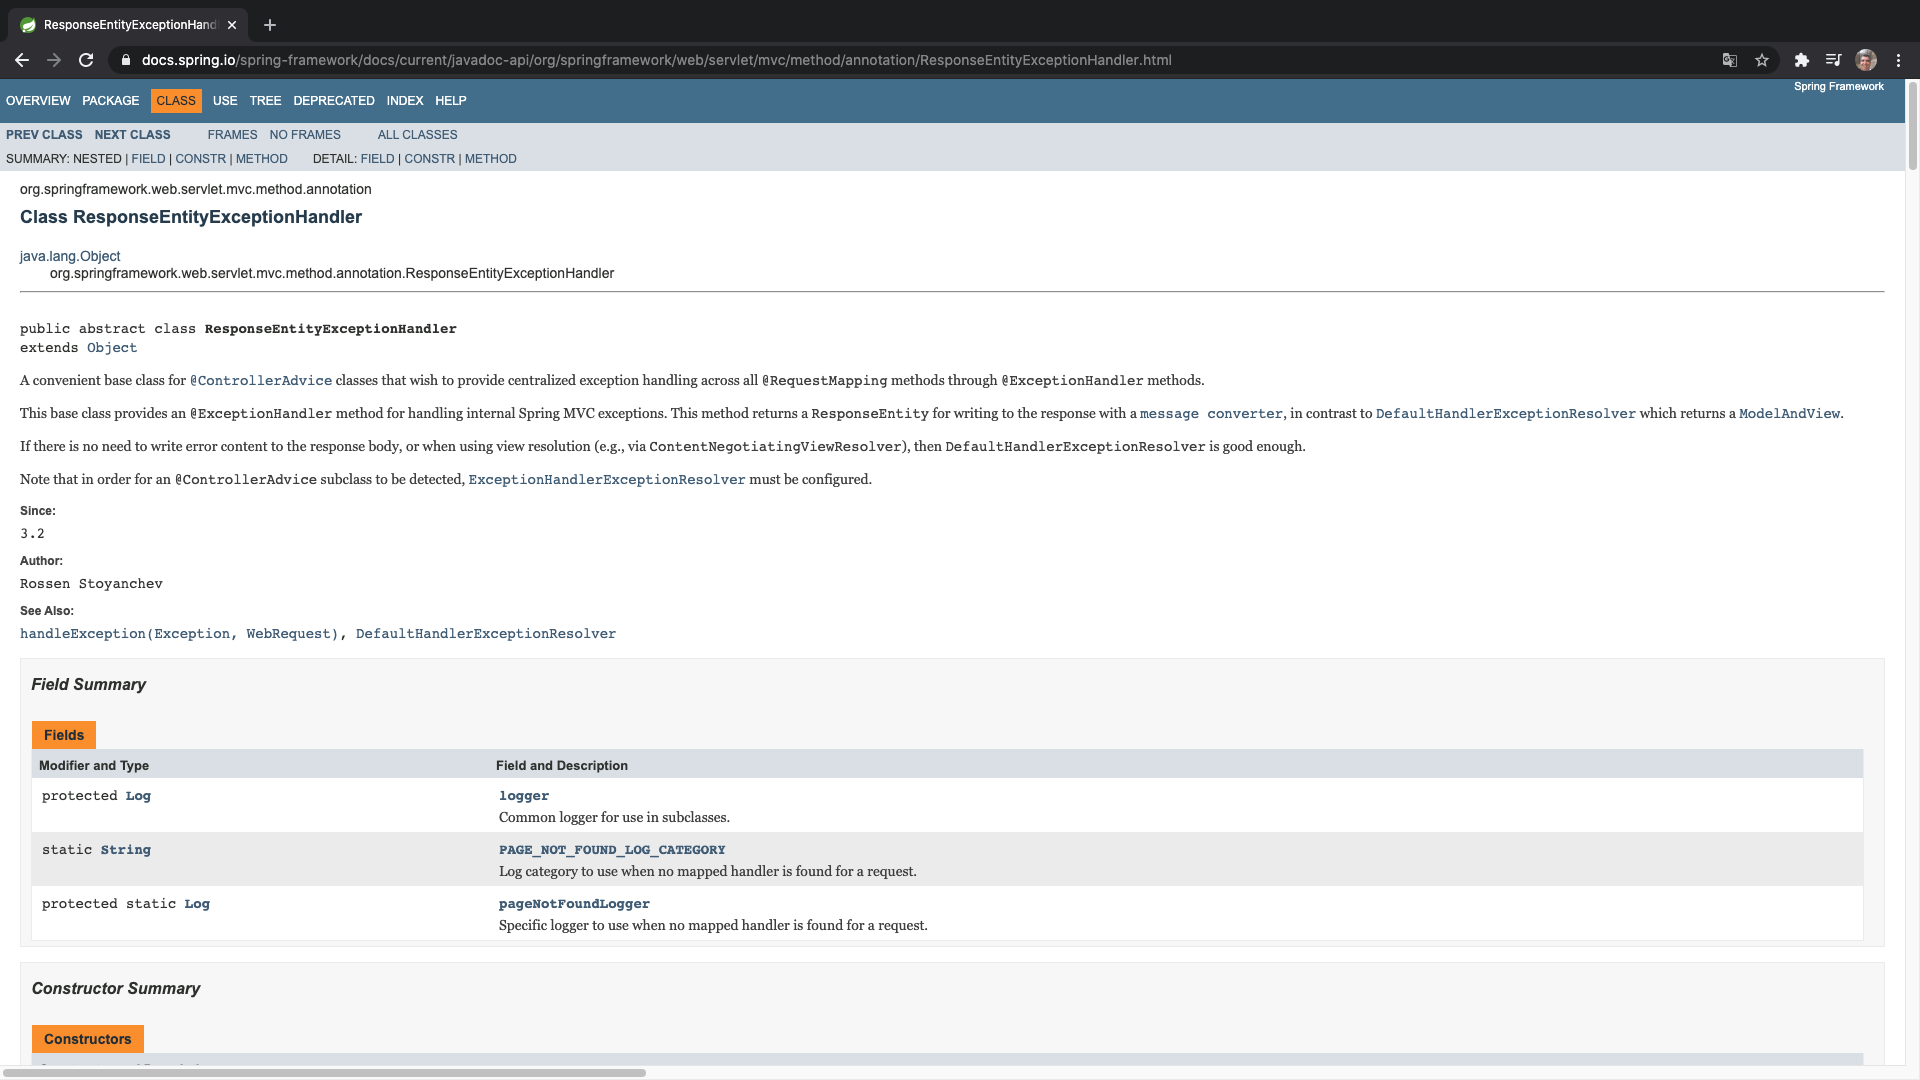 ResponseEntityExceptionHand
docs.spring.io/spring-framework/docs/current/javadoc-api/org/springframework/web/servlet/mvc/method/annotation/ResponseEntityExceptionHandler.html
OVERVIEW PACKAGE CLASS USE TREE DEPRECATED INDEX HELP
Spring Framework
PREV CLASS NEXT CLASS FRAMES NO FRAMES ALL CLASSES
SUMMARY: NESTED | FIELD | CONSTR | METHOD DETAIL: FIELD | CONSTR | METHOD
org.springframework.web.servlet.mvc.method.annotation
Class ResponseEntityExceptionHandler
java.lang.Object
org.springframework.web.servlet.mvc.method.annotation.ResponseEntityExceptionHandler
public abstract class ResponseEntityExceptionHandler
extends Object
A convenient base class for @ControllerAdvice classes that wish to provide centralized exception handling across all @RequestMapping methods through @ExceptionHandler methods.
This base class provides an @ExceptionHandler method for handling internal Spring MVC exceptions. This method returns a ResponseEntity for writing to the response with a message converter, in contrast to DefaultHandlerExceptionResolver which returns a ModelAndView.
If there is no need to write error content to the response body, or when using view resolution (e.g., via ContentNegotiatingViewResolver), then DefaultHandlerExceptionResolver is good enough.
Note that in order for an @ControllerAdvice subclass to be detected, ExceptionHandlerExceptionResolver must be configured.
Since:
3.2
Author:
Rossen Stoyanchev
See Also:
handleException(Exception, WebRequest), DefaultHandlerExceptionResolver
Field Summary
Fields
Modifier and Type Field and Description
protected Log logger
Common logger for use in subclasses.
static String PAGE_NOT_FOUND_LOG_CATEGORY
Log category to use when no mapped handler is found for a request.
protected static Log pageNotFoundLogger
Specific logger to use when no mapped handler is found for a request.
Constructor Summary
Constructors